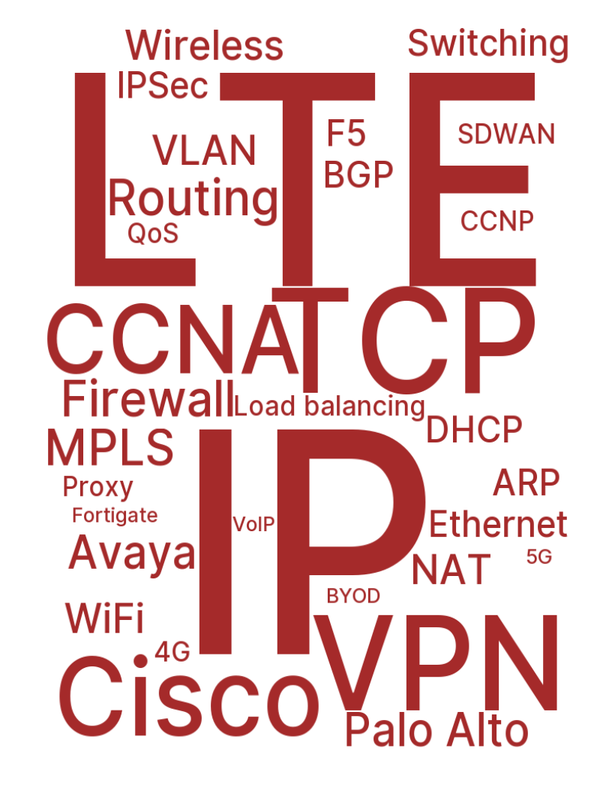 Wireless
Switching
IPSec
LTE
F5
SDWAN
VLAN
BGP
Routing
CCNP
QoS
CCNA
TCP
Firewall
Load balancing
DHCP
MPLS
IP
Proxy
ARP
Fortigate
VoIP
Ethernet
Avaya
NAT
5G
BYOD
WiFi
VPN
4G
Cisco
Palo Alto